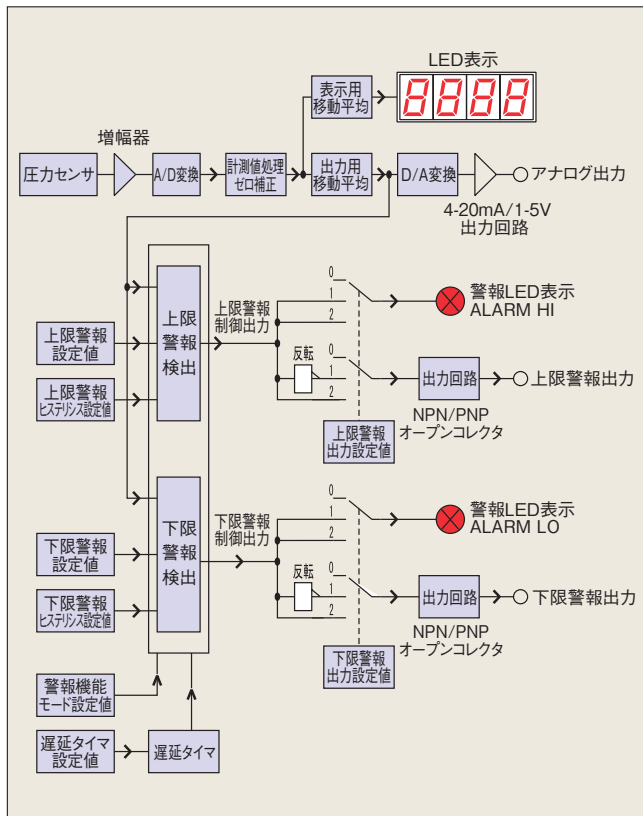 LED表示
8888
表示用
移動平均
増幅器
圧力センサ
A/D変換
計測値処理
ゼロ補正
出力用
移動平均
D/A変換
アナログ出力
4-20mA/1-5V
出力回路
上限警報
設定値
上限警報
ヒステリシス設定値
上限
警報
検出
上限警報
制御出力
0
1
2
警報LED表示
ALARM HI
反転
0
1
2
出力回路
上限警報出力
NPN/PNP
オープンコレクタ
上限警報
出力設定値
下限警報
設定値
下限警報
ヒステリシス設定値
下限
警報
検出
下限警報
制御出力
0
1
2
警報LED表示
ALARM LO
反転
0
1
2
出力回路
下限警報出力
NPN/PNP
オープンコレクタ
下限警報
出力設定値
警報機能
モード設定値
遅延タイマ
設定値
遅延タイマ